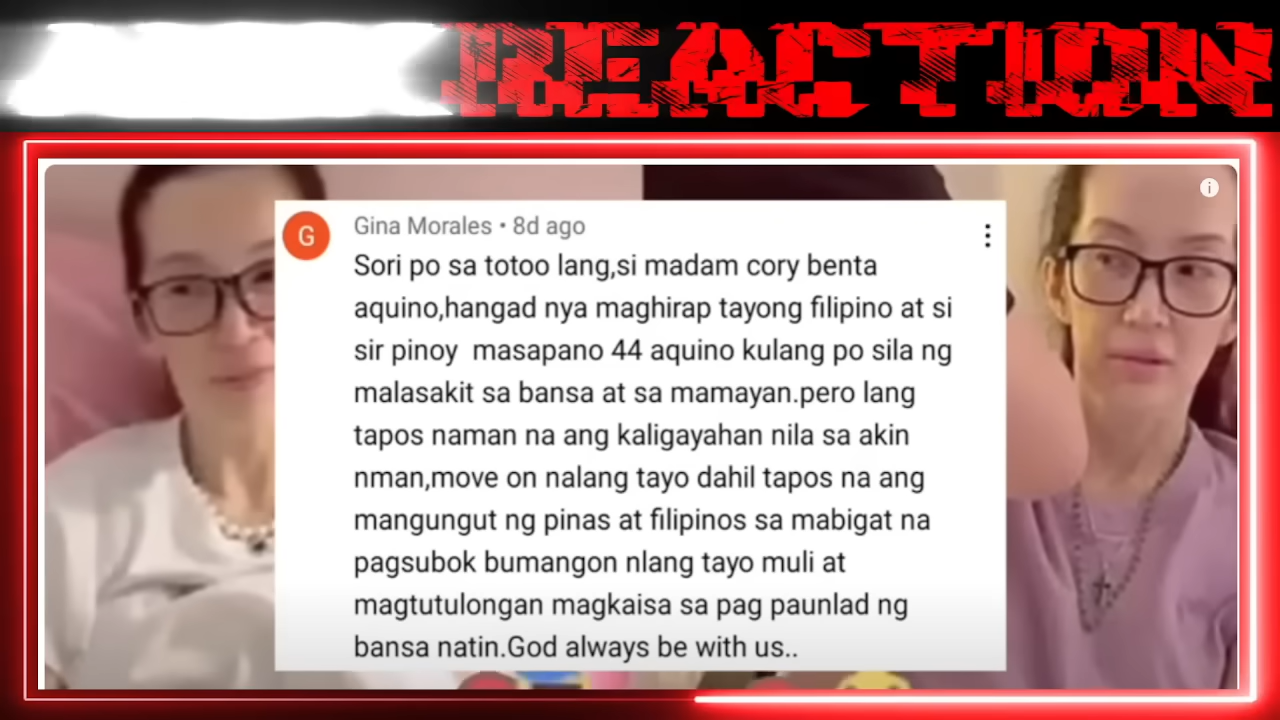 REACTION
G
Gina Morales • 8d ago
Sori po sa totoo lang,si madam cory benta
aquino,hangad nya maghirap tayong filipino at si
sir pinoy masapano 44 aquino kulang po sila ng
malasakit sa bansa at sa mamayan.pero lang
tapos naman na ang kaligayahan nila sa akin
nman,move on nalang tayo dahil tapos na ang
mangungut ng pinas at filipinos sa mabigat na
pagsubok bumangon nlang tayo muli at
magtutulongan magkaisa sa pag paunlad ng
bansa natin.God always be with us..